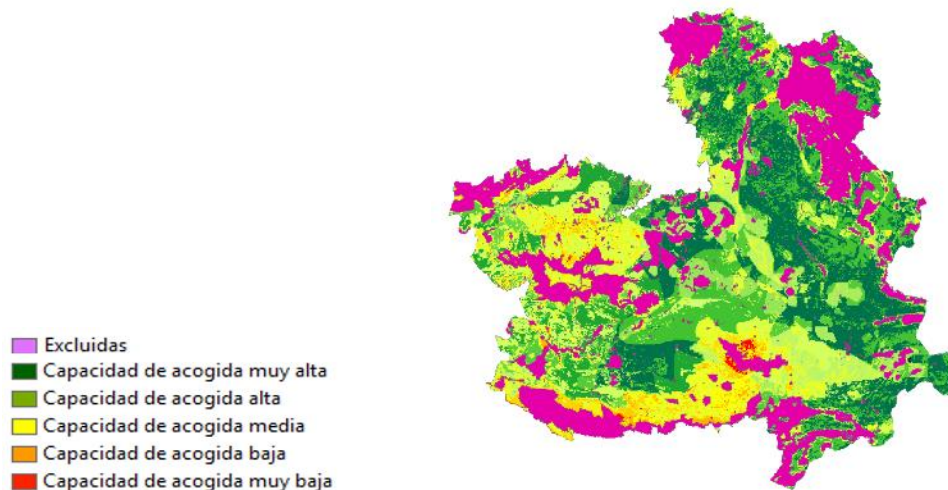 Excluidas
Capacidad de acogida muy alta
Capacidad de acogida alta
Capacidad de acogida media
Capacidad de acogida baja
Capacidad de acogida muy baja